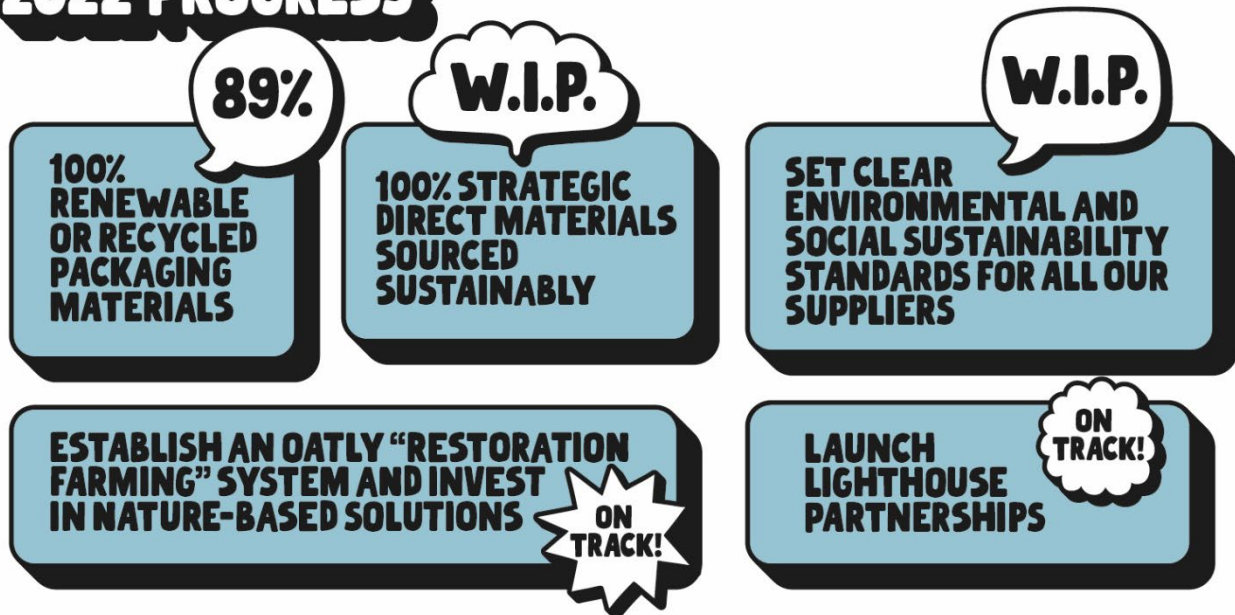 2022 PROGRESS
89%
100%
RENEWABLE
OR RECYCLED
PACKAGING
MATERIALS
W.I.P.
100% STRATEGIC
DIRECT MATERIALS
SOURCED
SUSTAINABLY
W.I.P.
SET CLEAR
ENVIRONMENTAL AND
SOCIAL SUSTAINABILITY
STANDARDS FOR ALL OUR
SUPPLIERS
ESTABLISH AN OATLY “RESTORATION
FARMING” SYSTEM AND INVEST
IN NATURE-BASED SOLUTIONS
ON
TRACK!
LAUNCH
LIGHTHOUSE
PARTNERSHIPS
ON
TRACK!